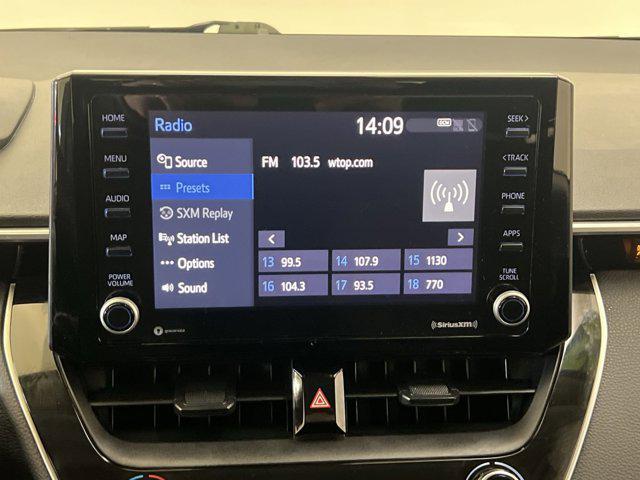 HOME
MENU
AUDIO
MAP
POWER
VOLUME
Radio
14:09
Source
FM 103.5 wtop.com
Presets
SXM Replay
Station List
Options
Sound
< >
13 99.5 14 107.9 15 1130
16 104.3 17 93.5 18 770
SEEK >
< TRACK
PHONE
APPS
TUNE
SCROLL
((SiriusXM))